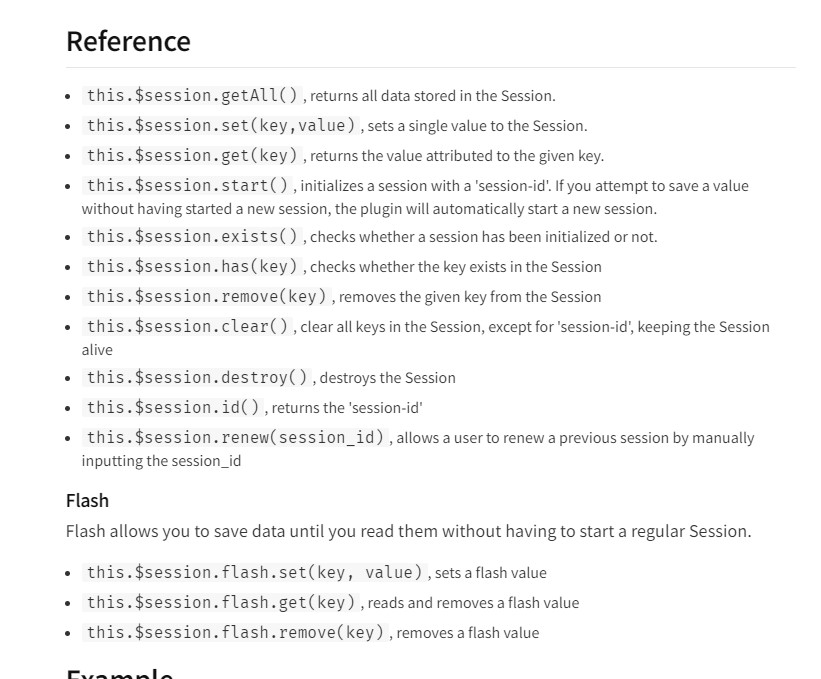 Reference
• this.$session.getAll() , returns all data stored in the Session.
• this.$session.set(key,value) , sets a single value to the Session.
• this.$session.get(key) , returns the value attributed to the given key.
• this.$session.start() , initializes a session with a 'session-id'. If you attempt to save a value
without having started a new session, the plugin will automatically start a new session.
• this.$session.exists() , checks whether a session has been initialized or not.
• this.$session.has(key) , checks whether the key exists in the Session
• this.$session.remove(key) , removes the given key from the Session
• this.$session.clear() , clear all keys in the Session, except for 'session-id', keeping the Session
alive
• this.$session.destroy() , destroys the Session
• this.$session.id() , returns the 'session-id'
• this.$session.renew(session_id) , allows a user to renew a previous session by manually
inputting the session_id
Flash
Flash allows you to save data until you read them without having to start a regular Session.
• this.$session.flash.set(key, value) , sets a flash value
• this.$session.flash.get(key) , reads and removes a flash value
• this.$session.flash.remove(key) , removes a flash value
Example